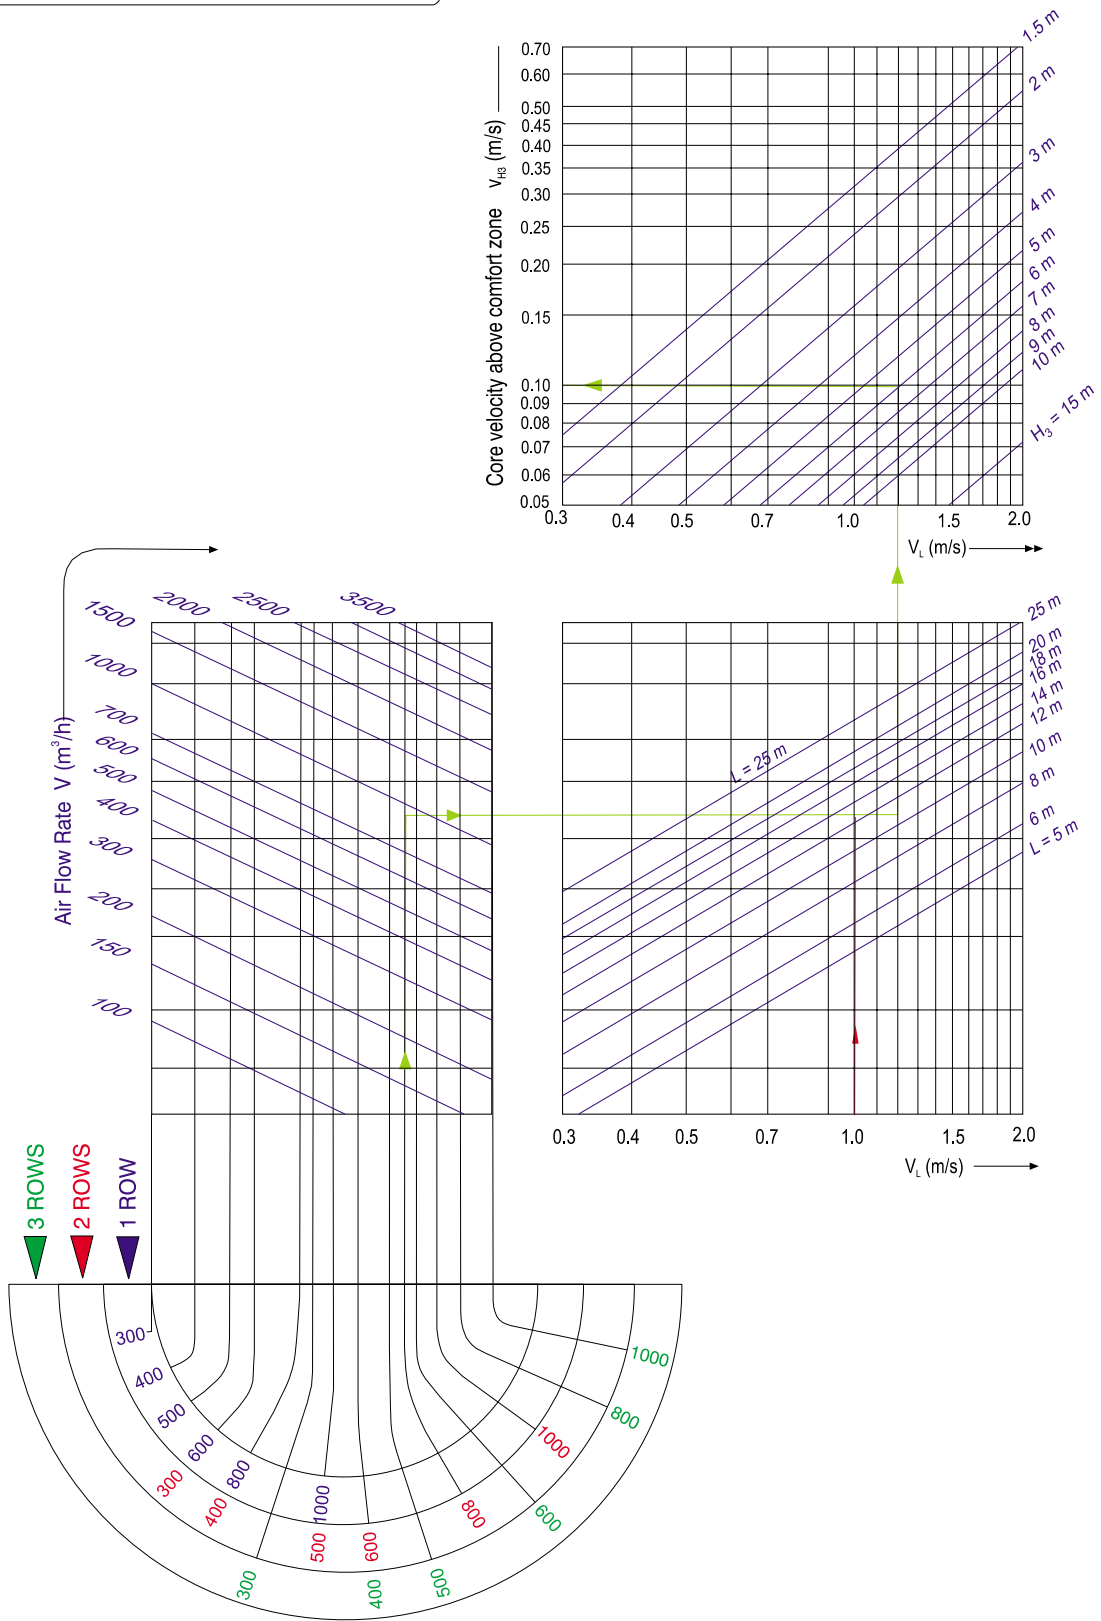 1.5 m
2 m
3 m
4 m
5 m
6 m
7 m
8 m
9 m
10 m
H3 = 15 m
Core velocity above comfort zone vH3 (m/s)
0.70
0.60
0.50
0.45
0.40
0.35
0.30
0.25
0.20
0.15
0.10
0.09
0.08
0.07
0.06
0.05
0.3 0.4 0.5 0.7 1.0 1.5 2.0
VL (m/s)
Air Flow Rate V (m³/h)
1500 2000 2500 3500
1000
700
600
500
400
300
200
150
100
L = 25 m
25 m
20 m
18 m
16 m
14 m
12 m
10 m
8 m
6 m
L = 5 m
0.3 0.4 0.5 0.7 1.0 1.5 2.0
VL (m/s)
3 ROWS
2 ROWS
1 ROW
300
400
500
600
800
1000
300
400
500
600
800
1000
300
400
500
600
800
1000